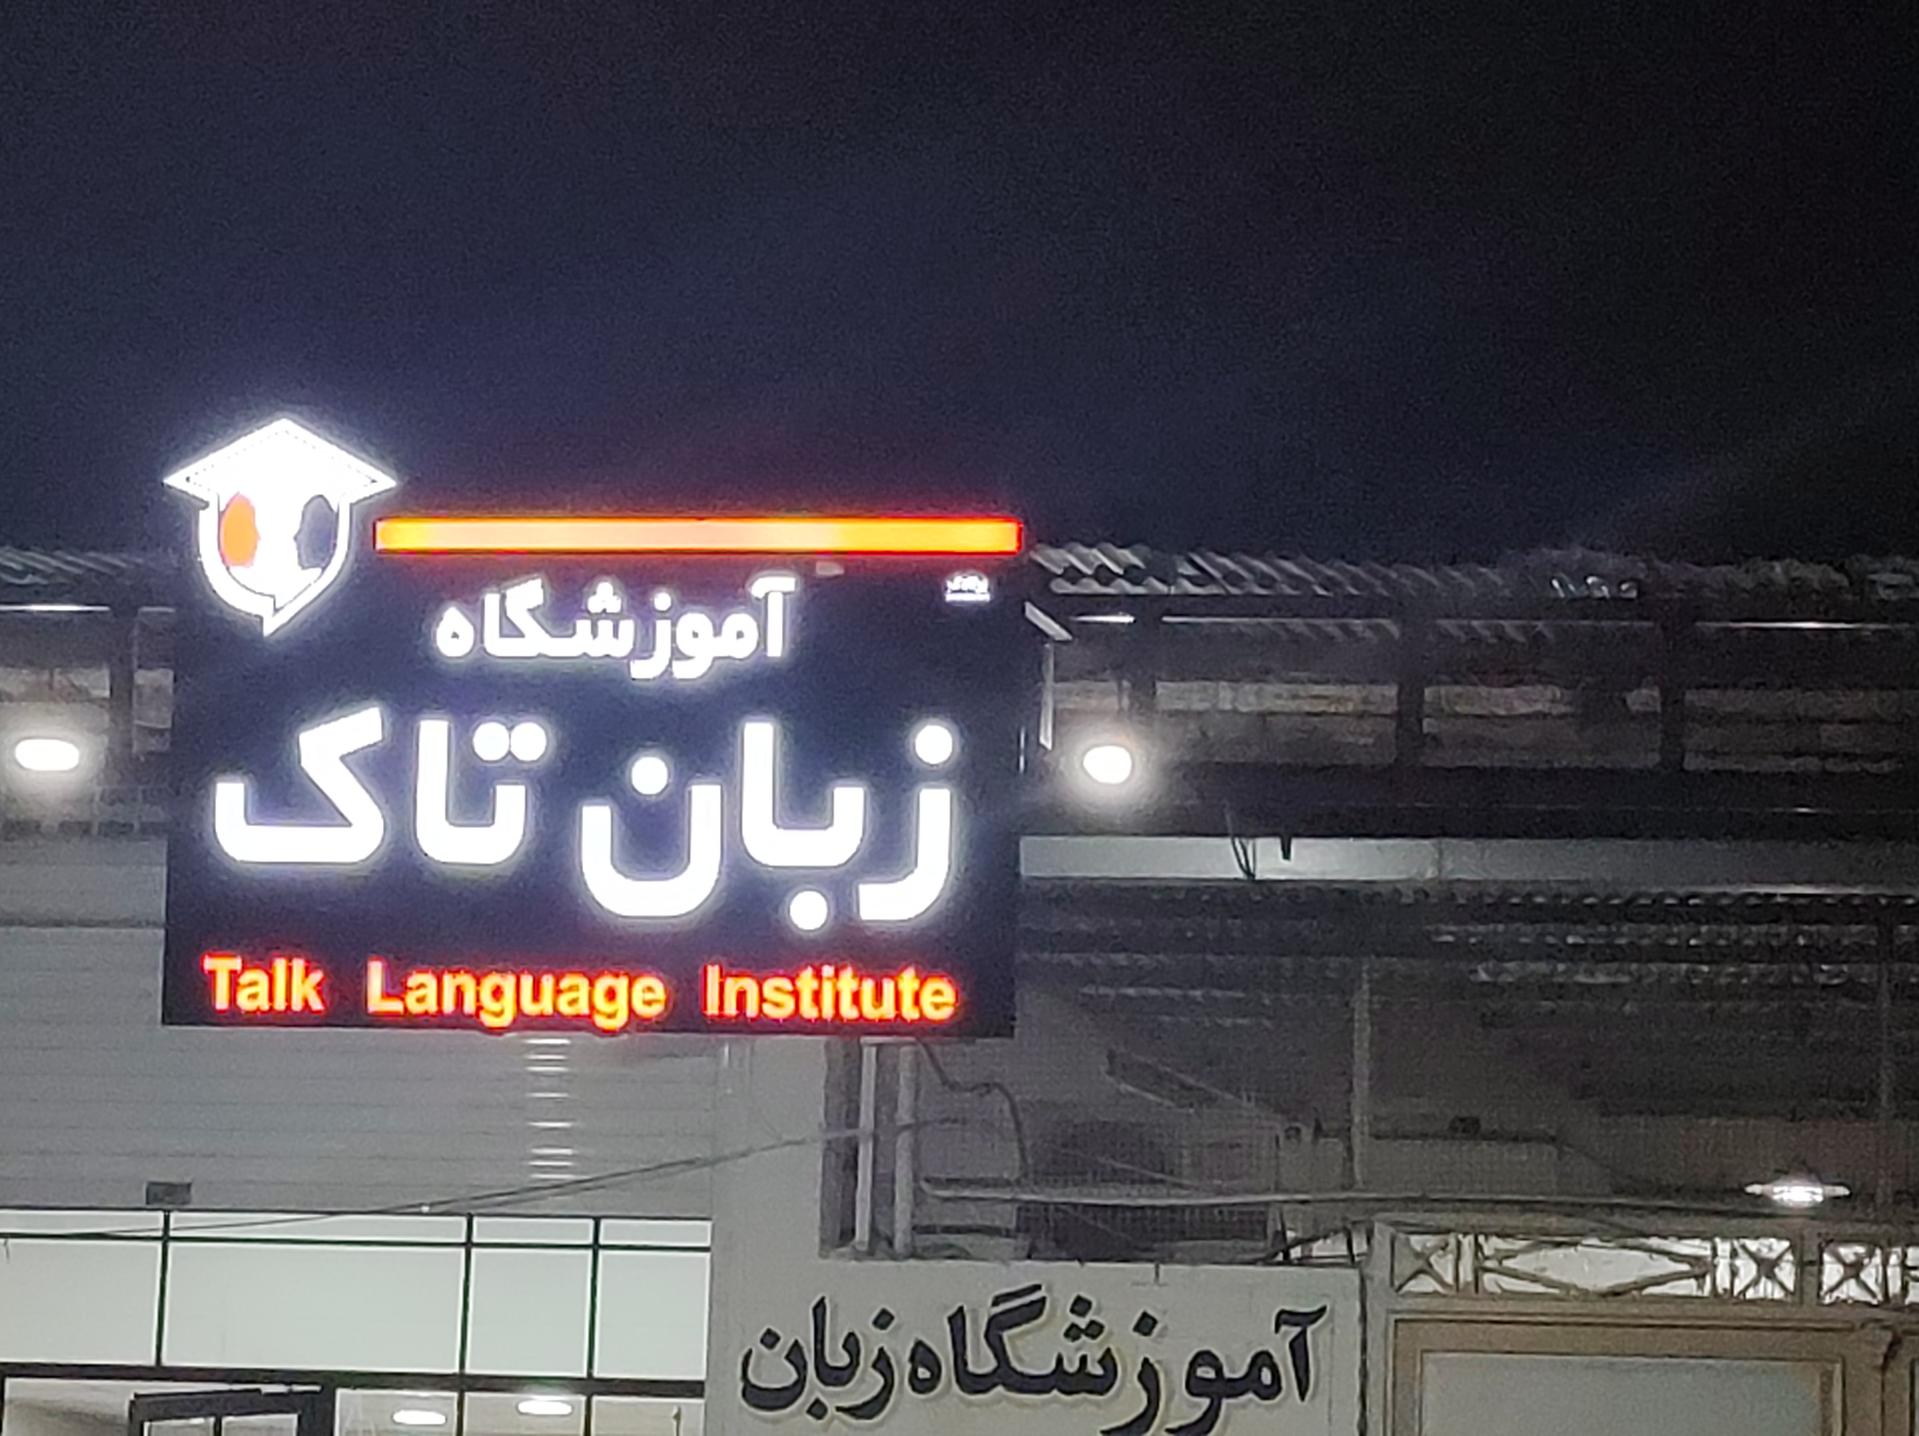 آموزشگاه
زبان تاک
Talk Language Institute
آموزشگاه زبان